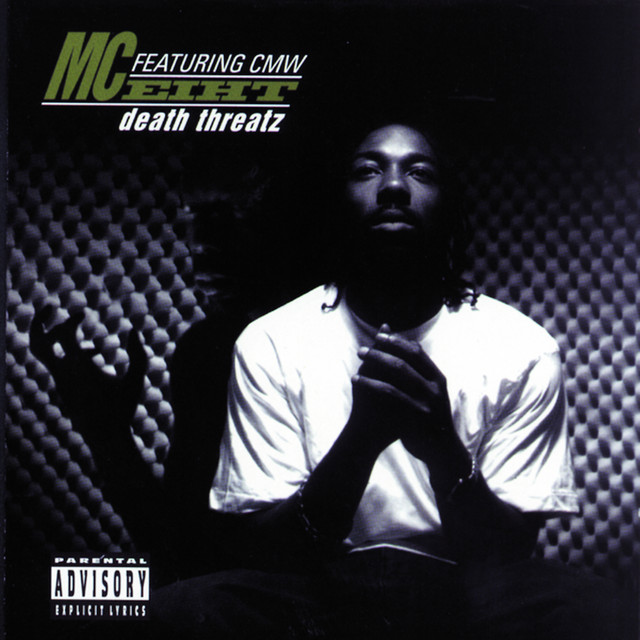 MC FEATURING CMW
EIHT
death threatz
PARENTAL
ADVISORY
EXPLICIT LYRICS